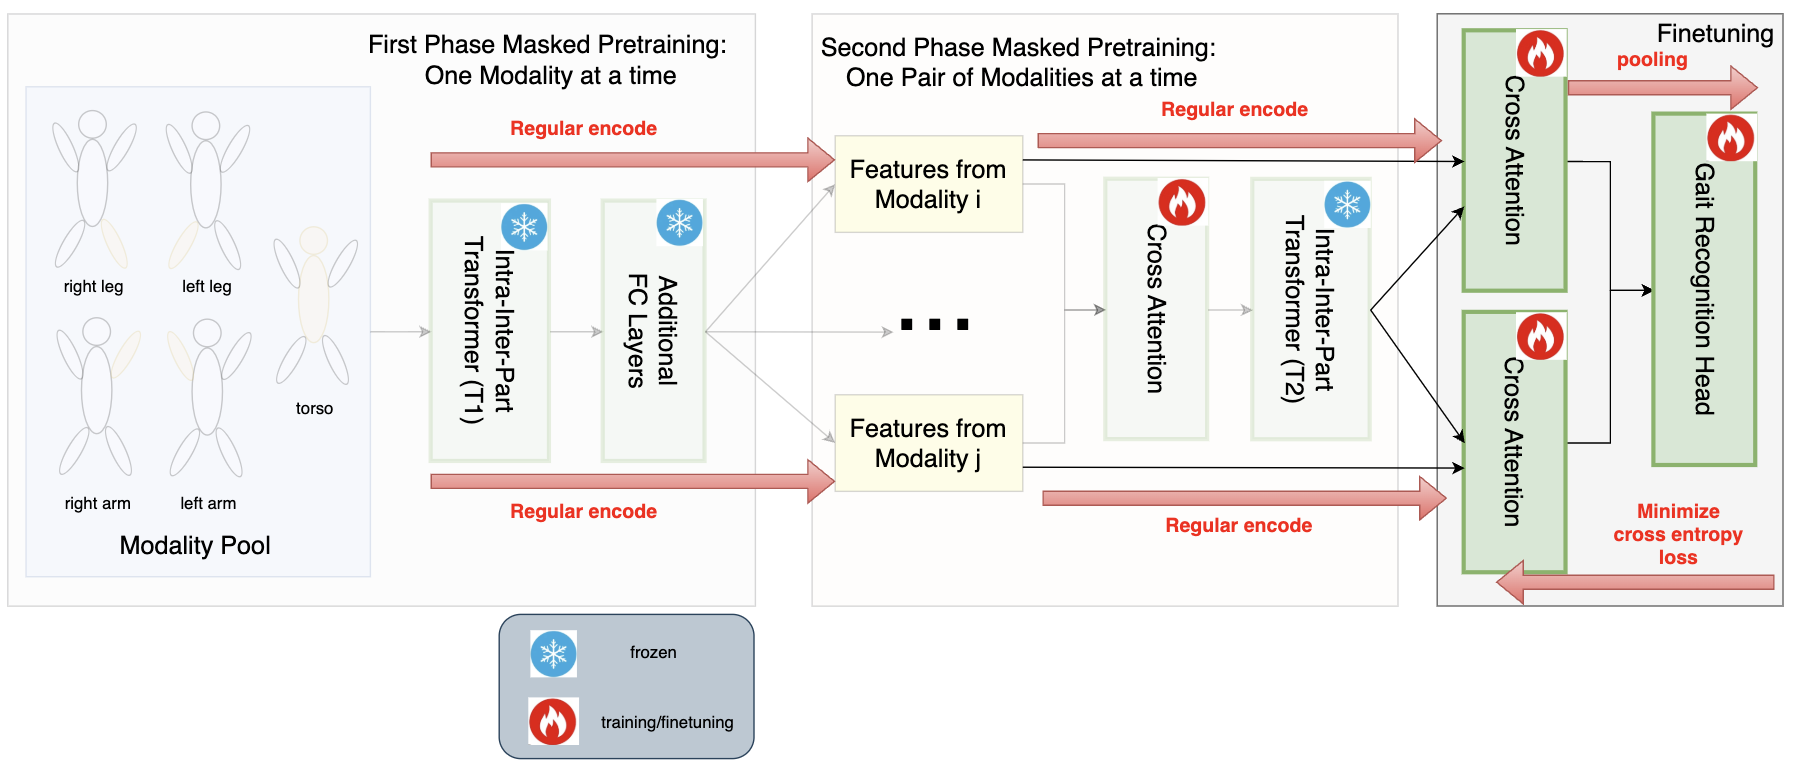 First Phase Masked Pretraining:
One Modality at a time
right leg
left leg
right arm
left arm
torso
Modality Pool
Regular encode
Intra-Inter-Part
Transformer (T1)
Additional
FC Layers
Regular encode
Second Phase Masked Pretraining:
One Pair of Modalities at a time
Features from
Modality i
...
Features from
Modality j
Regular encode
Cross Attention
Intra-Inter-Part
Transformer (T2)
Regular encode
Finetuning
pooling
Cross Attention
Cross Attention
Gait Recognition Head
Minimize
cross entropy
loss
frozen
training/finetuning